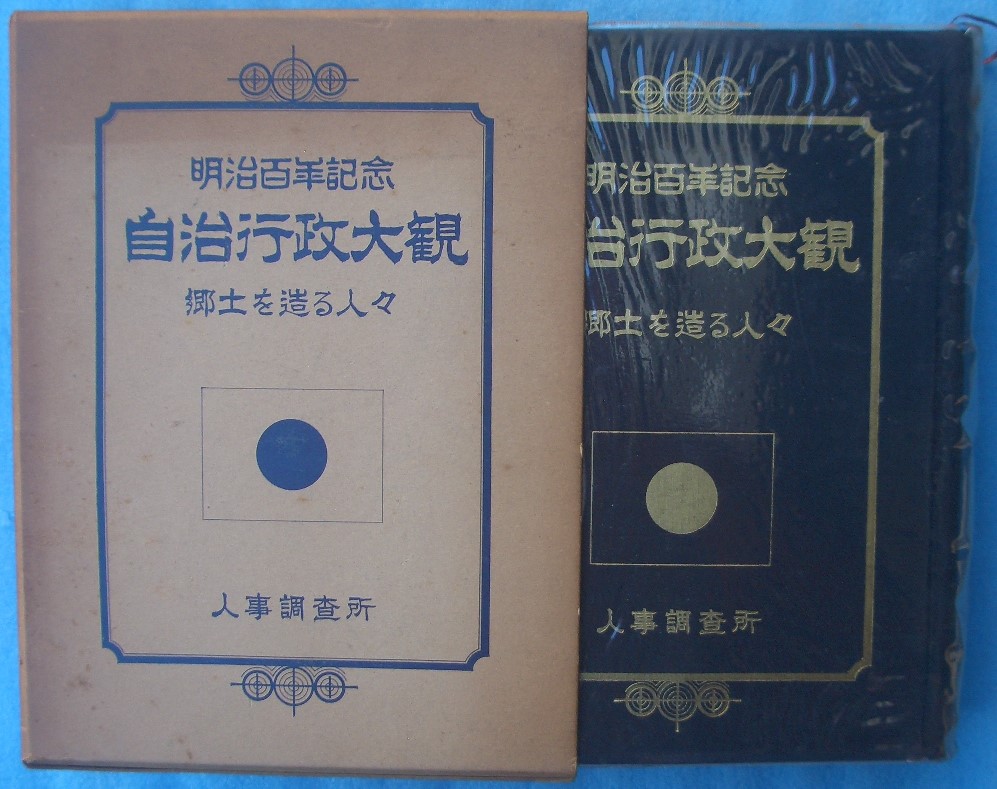 明治百年記念
自治行政大観
郷土を造る人々
人事調査所
明治百年記念
治行政大観
郷土を造る人々
人事調査所